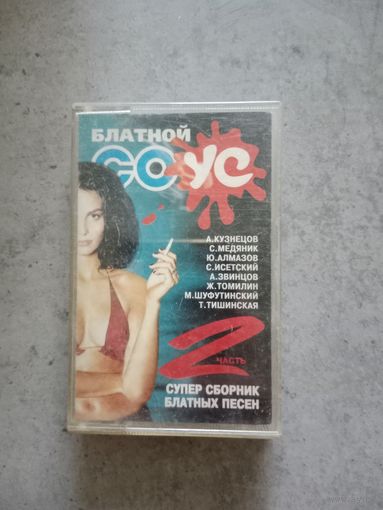 БЛАТНОЙ
СОУС
А.КУЗНЕЦОВ
С.МЕДЯНИК
Ю.АЛМАЗОВ
С.ИСЕТСКИЙ
А.ЗВИНЦОВ
Ж.ТОМИЛИН
М.ШУФУТИНСКИЙ
Т.ТИШИНСКАЯ
2
ЧАСТЬ
СУПЕР СБОРНИК
БЛАТНЫХ ПЕСЕН